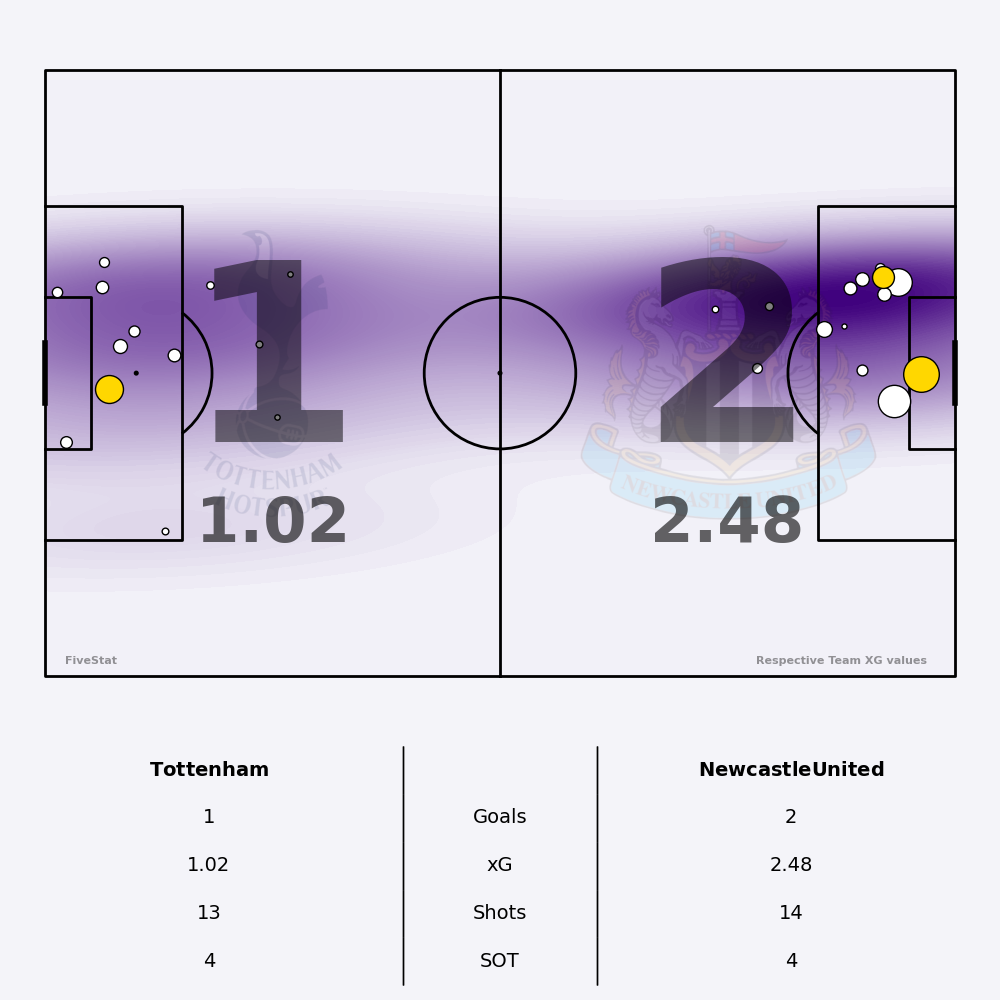 1 2
TOTTENHAM
HOTSPUR
NEWCASTLE UNITED
1.02 2.48
FiveStat Respective Team XG values
Tottenham NewcastleUnited
1 Goals 2
1.02 xG 2.48
13 Shots 14
4 SOT 4